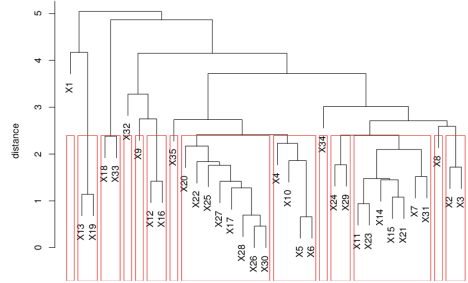 distance
5
4
3
2
1
0
X1
X13
X19
X18
X33
X32
X9
X12
X16
X35
X20
X22
X25
X27
X17
X28
X26
X30
X4
X10
X5
X6
X34
X24
X29
X11
X23
X14
X15
X21
X7
X31
X8
X2
X3